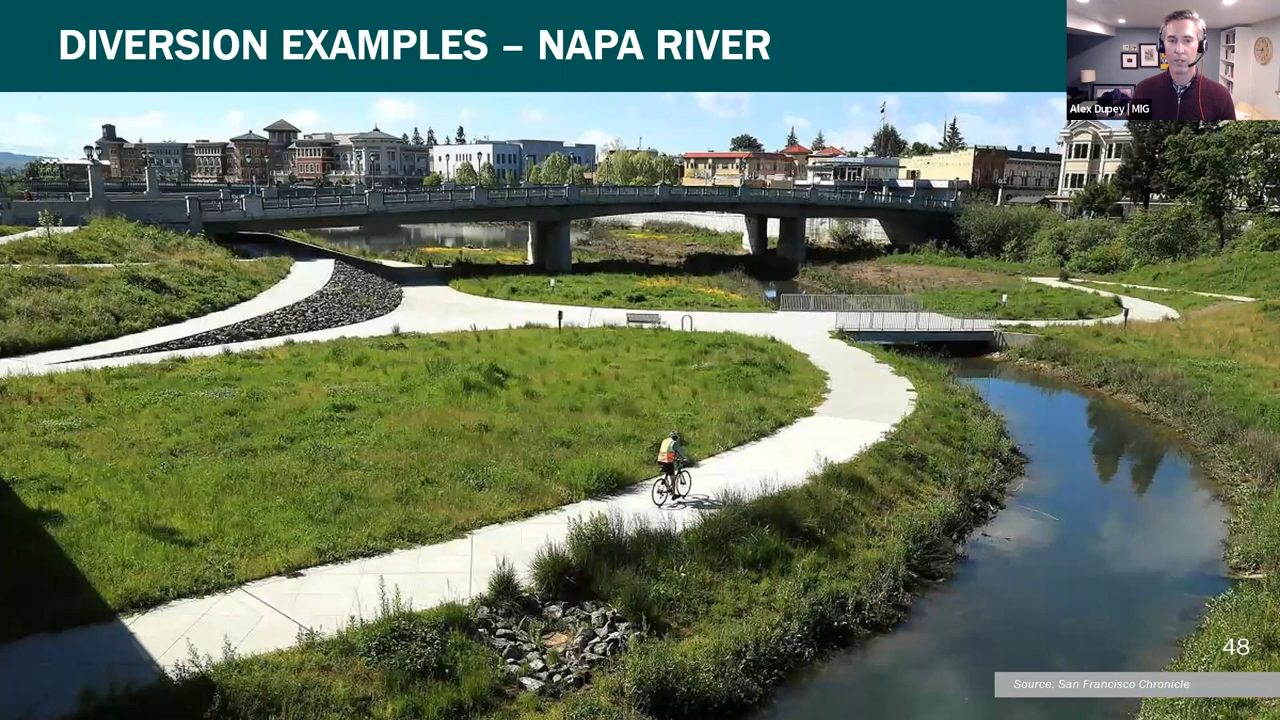 DIVERSION EXAMPLES – NAPA RIVER
Alex Dupey | MIG
48
Source: San Francisco Chronicle